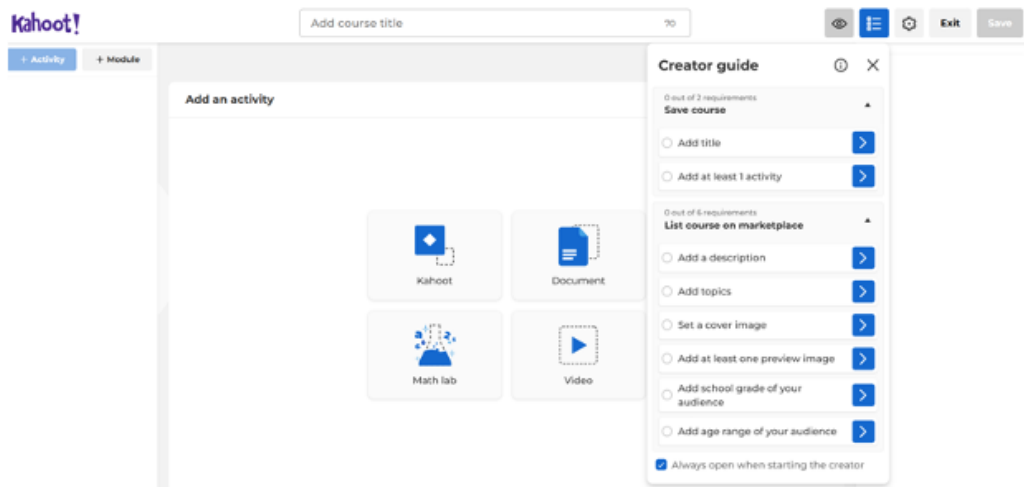 Kahoot!
Add course title
70
Exit
Save
+ Activity
+ Module
Add an activity
Kahoot
Document
Math lab
Video
Creator guide
0 out of 2 requirements
Save course
Add title
Add at least 1 activity
0 out of 6 requirements
List course on marketplace
Add a description
Add topics
Set a cover image
Add at least one preview image
Add school grade of your
audience
Add age range of your audience
Always open when starting the creator